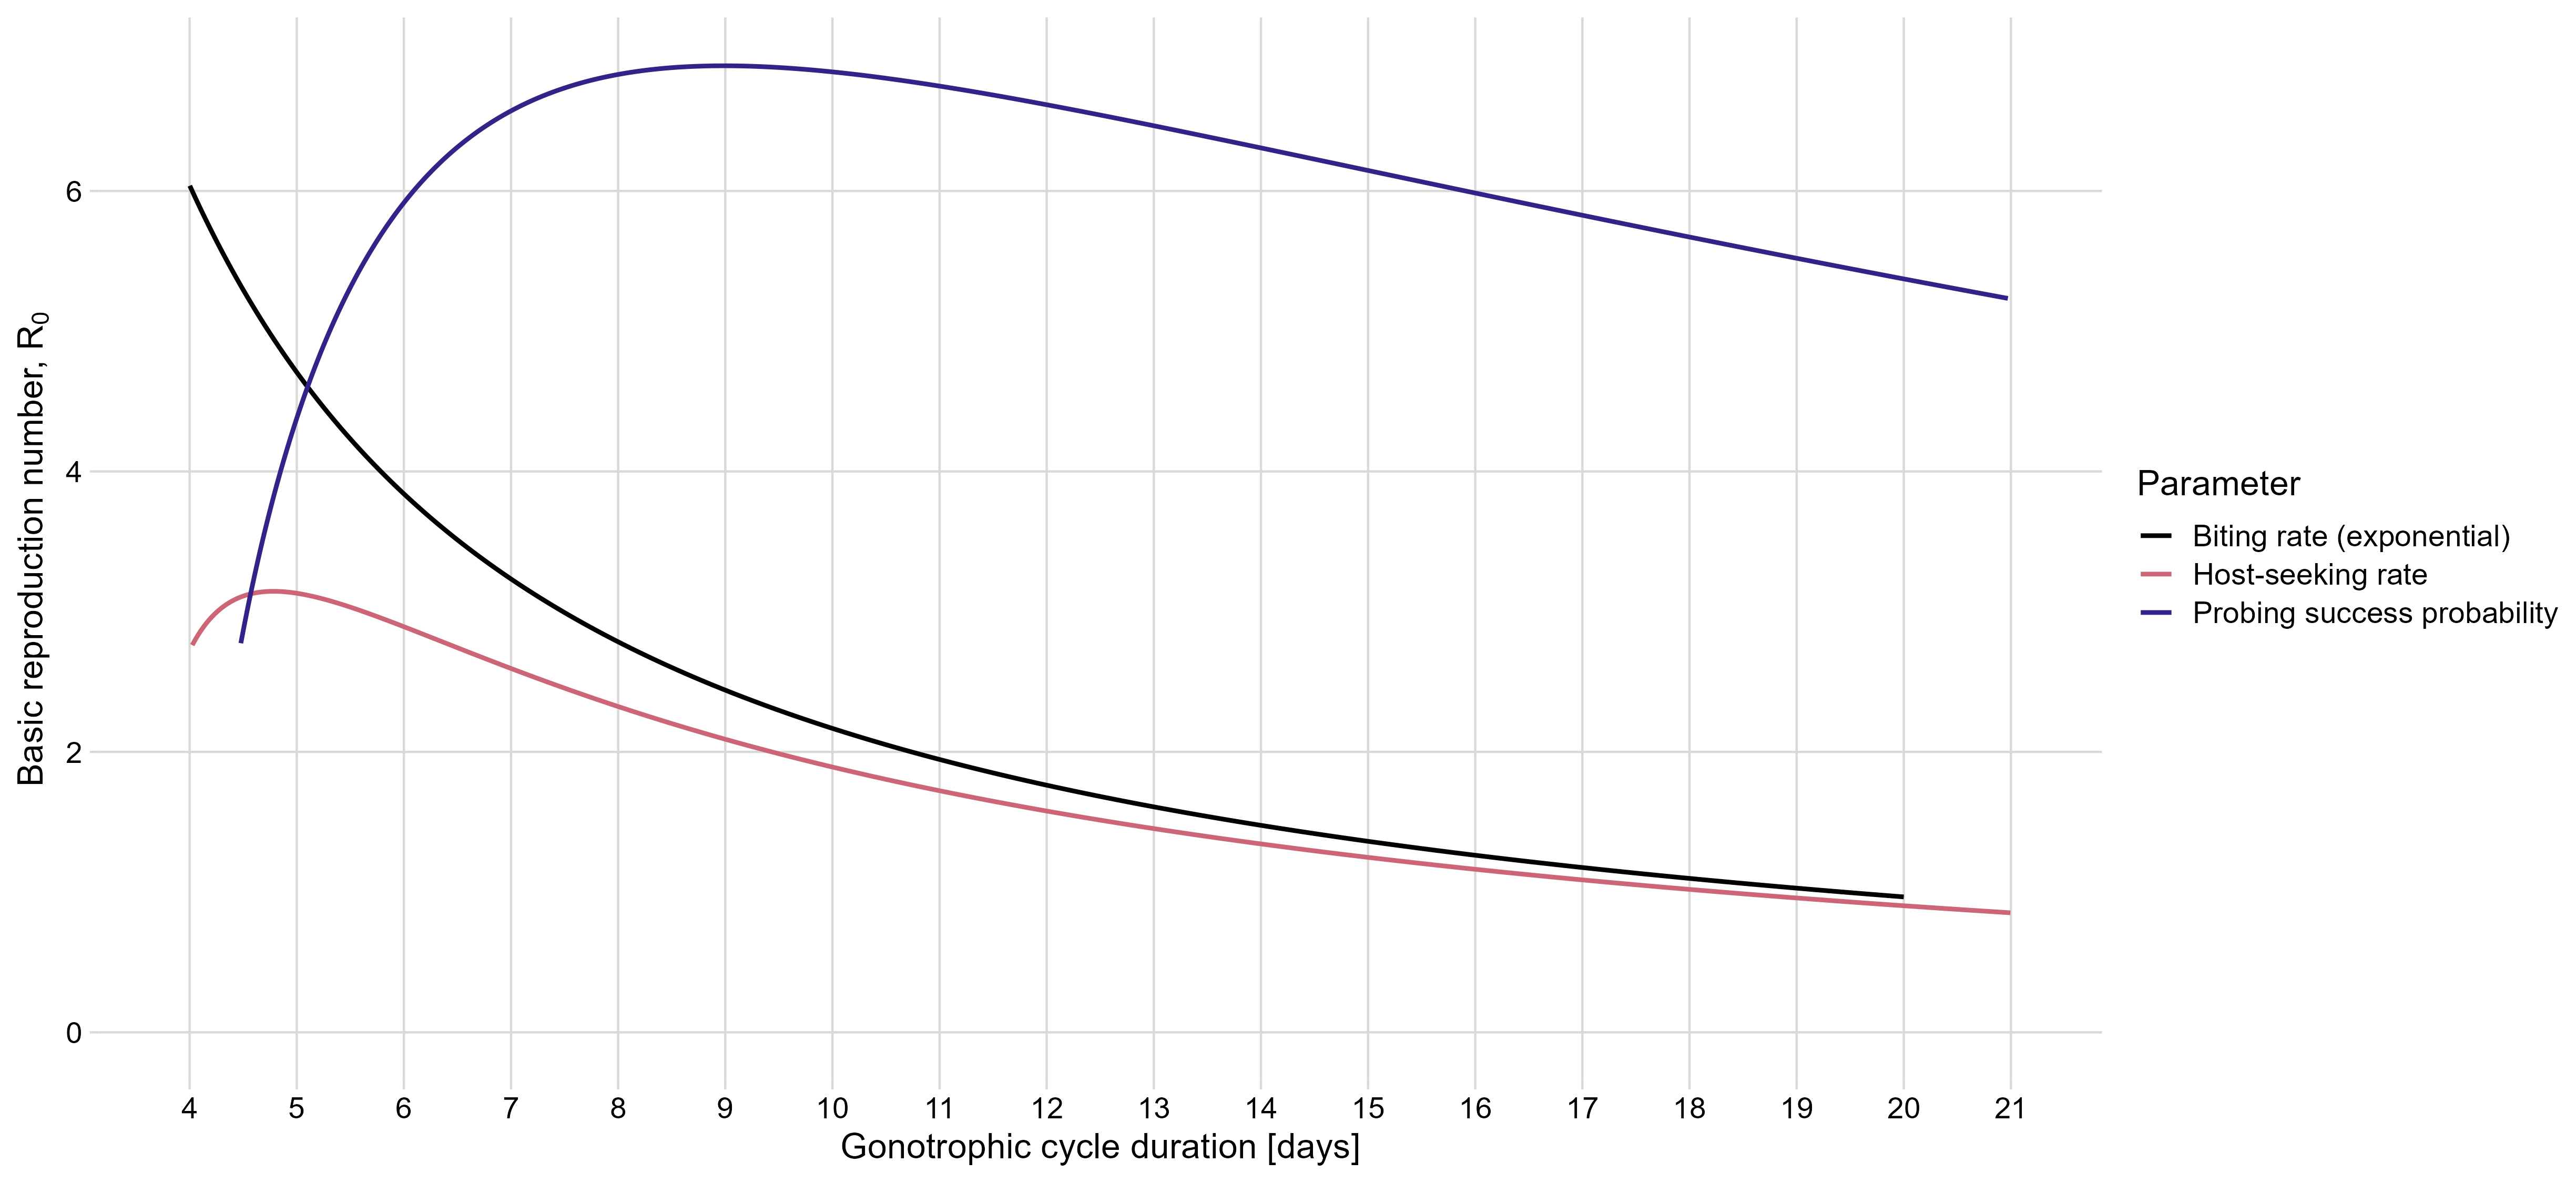 Basic reproduction number, R0
6
4
2
0
4 5 6 7 8 9 10 11 12 13 14 15 16 17 18 19 20 21
Gonotrophic cycle duration [days]
Parameter
Biting rate (exponential)
Host-seeking rate
Probing success probability